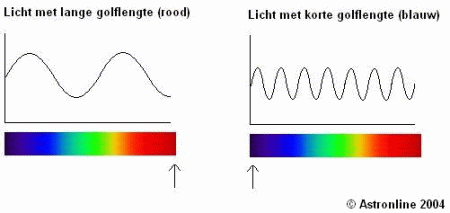 Licht met lange golflengte (rood)
Licht met korte golflengte (blauw)
© Astronline 2004